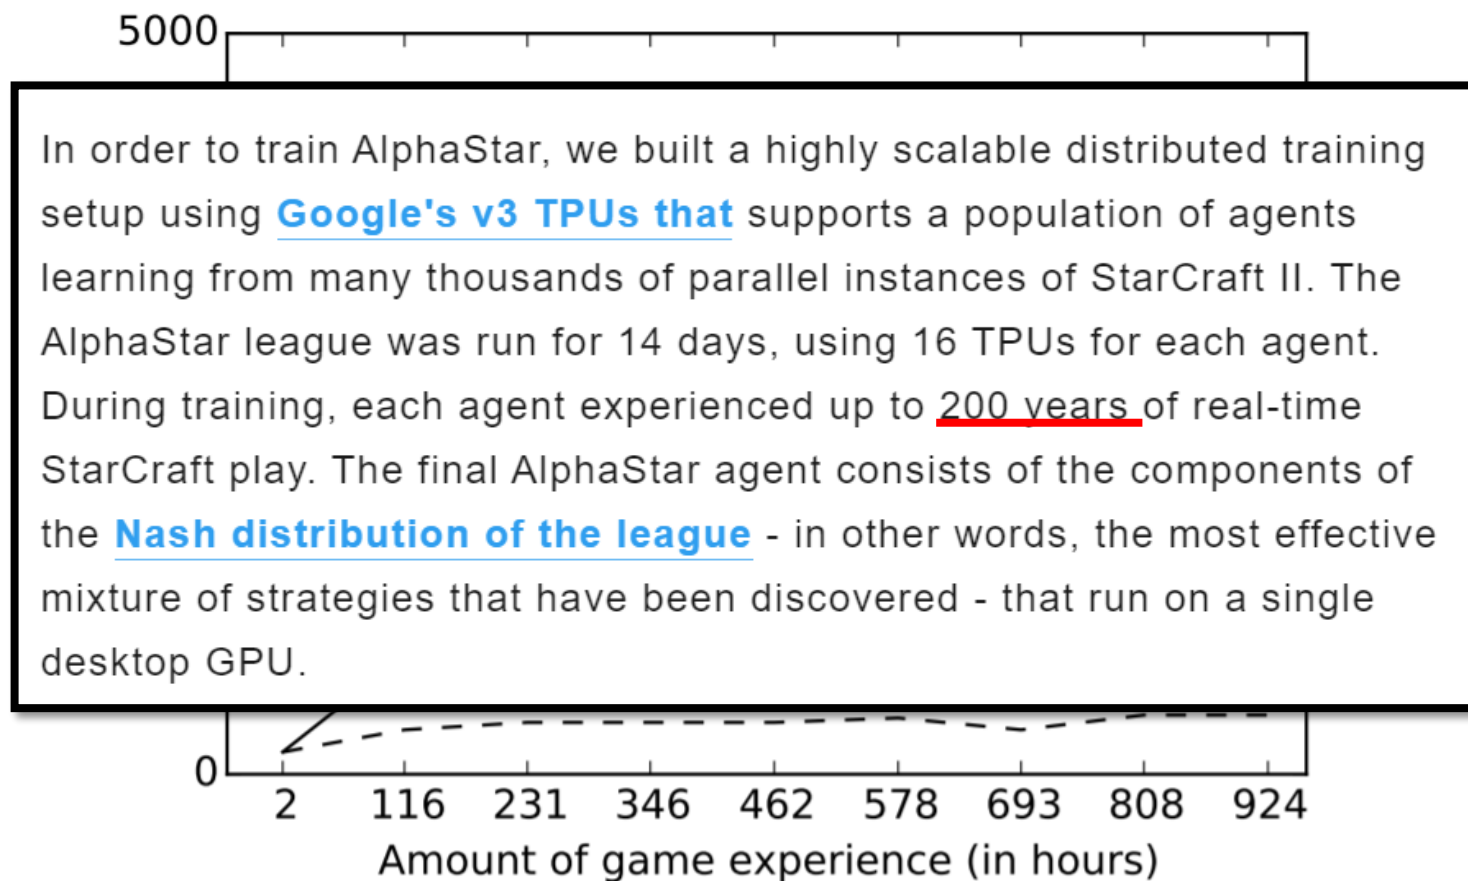 5000
In order to train AlphaStar, we built a highly scalable distributed training
setup using Google's v3 TPUs that supports a population of agents
learning from many thousands of parallel instances of StarCraft II. The
AlphaStar league was run for 14 days, using 16 TPUs for each agent.
During training, each agent experienced up to 200 years of real-time
StarCraft play. The final AlphaStar agent consists of the components of
the Nash distribution of the league - in other words, the most effective
mixture of strategies that have been discovered - that run on a single
desktop GPU.
0
2 116 231 346 462 578 693 808 924
Amount of game experience (in hours)